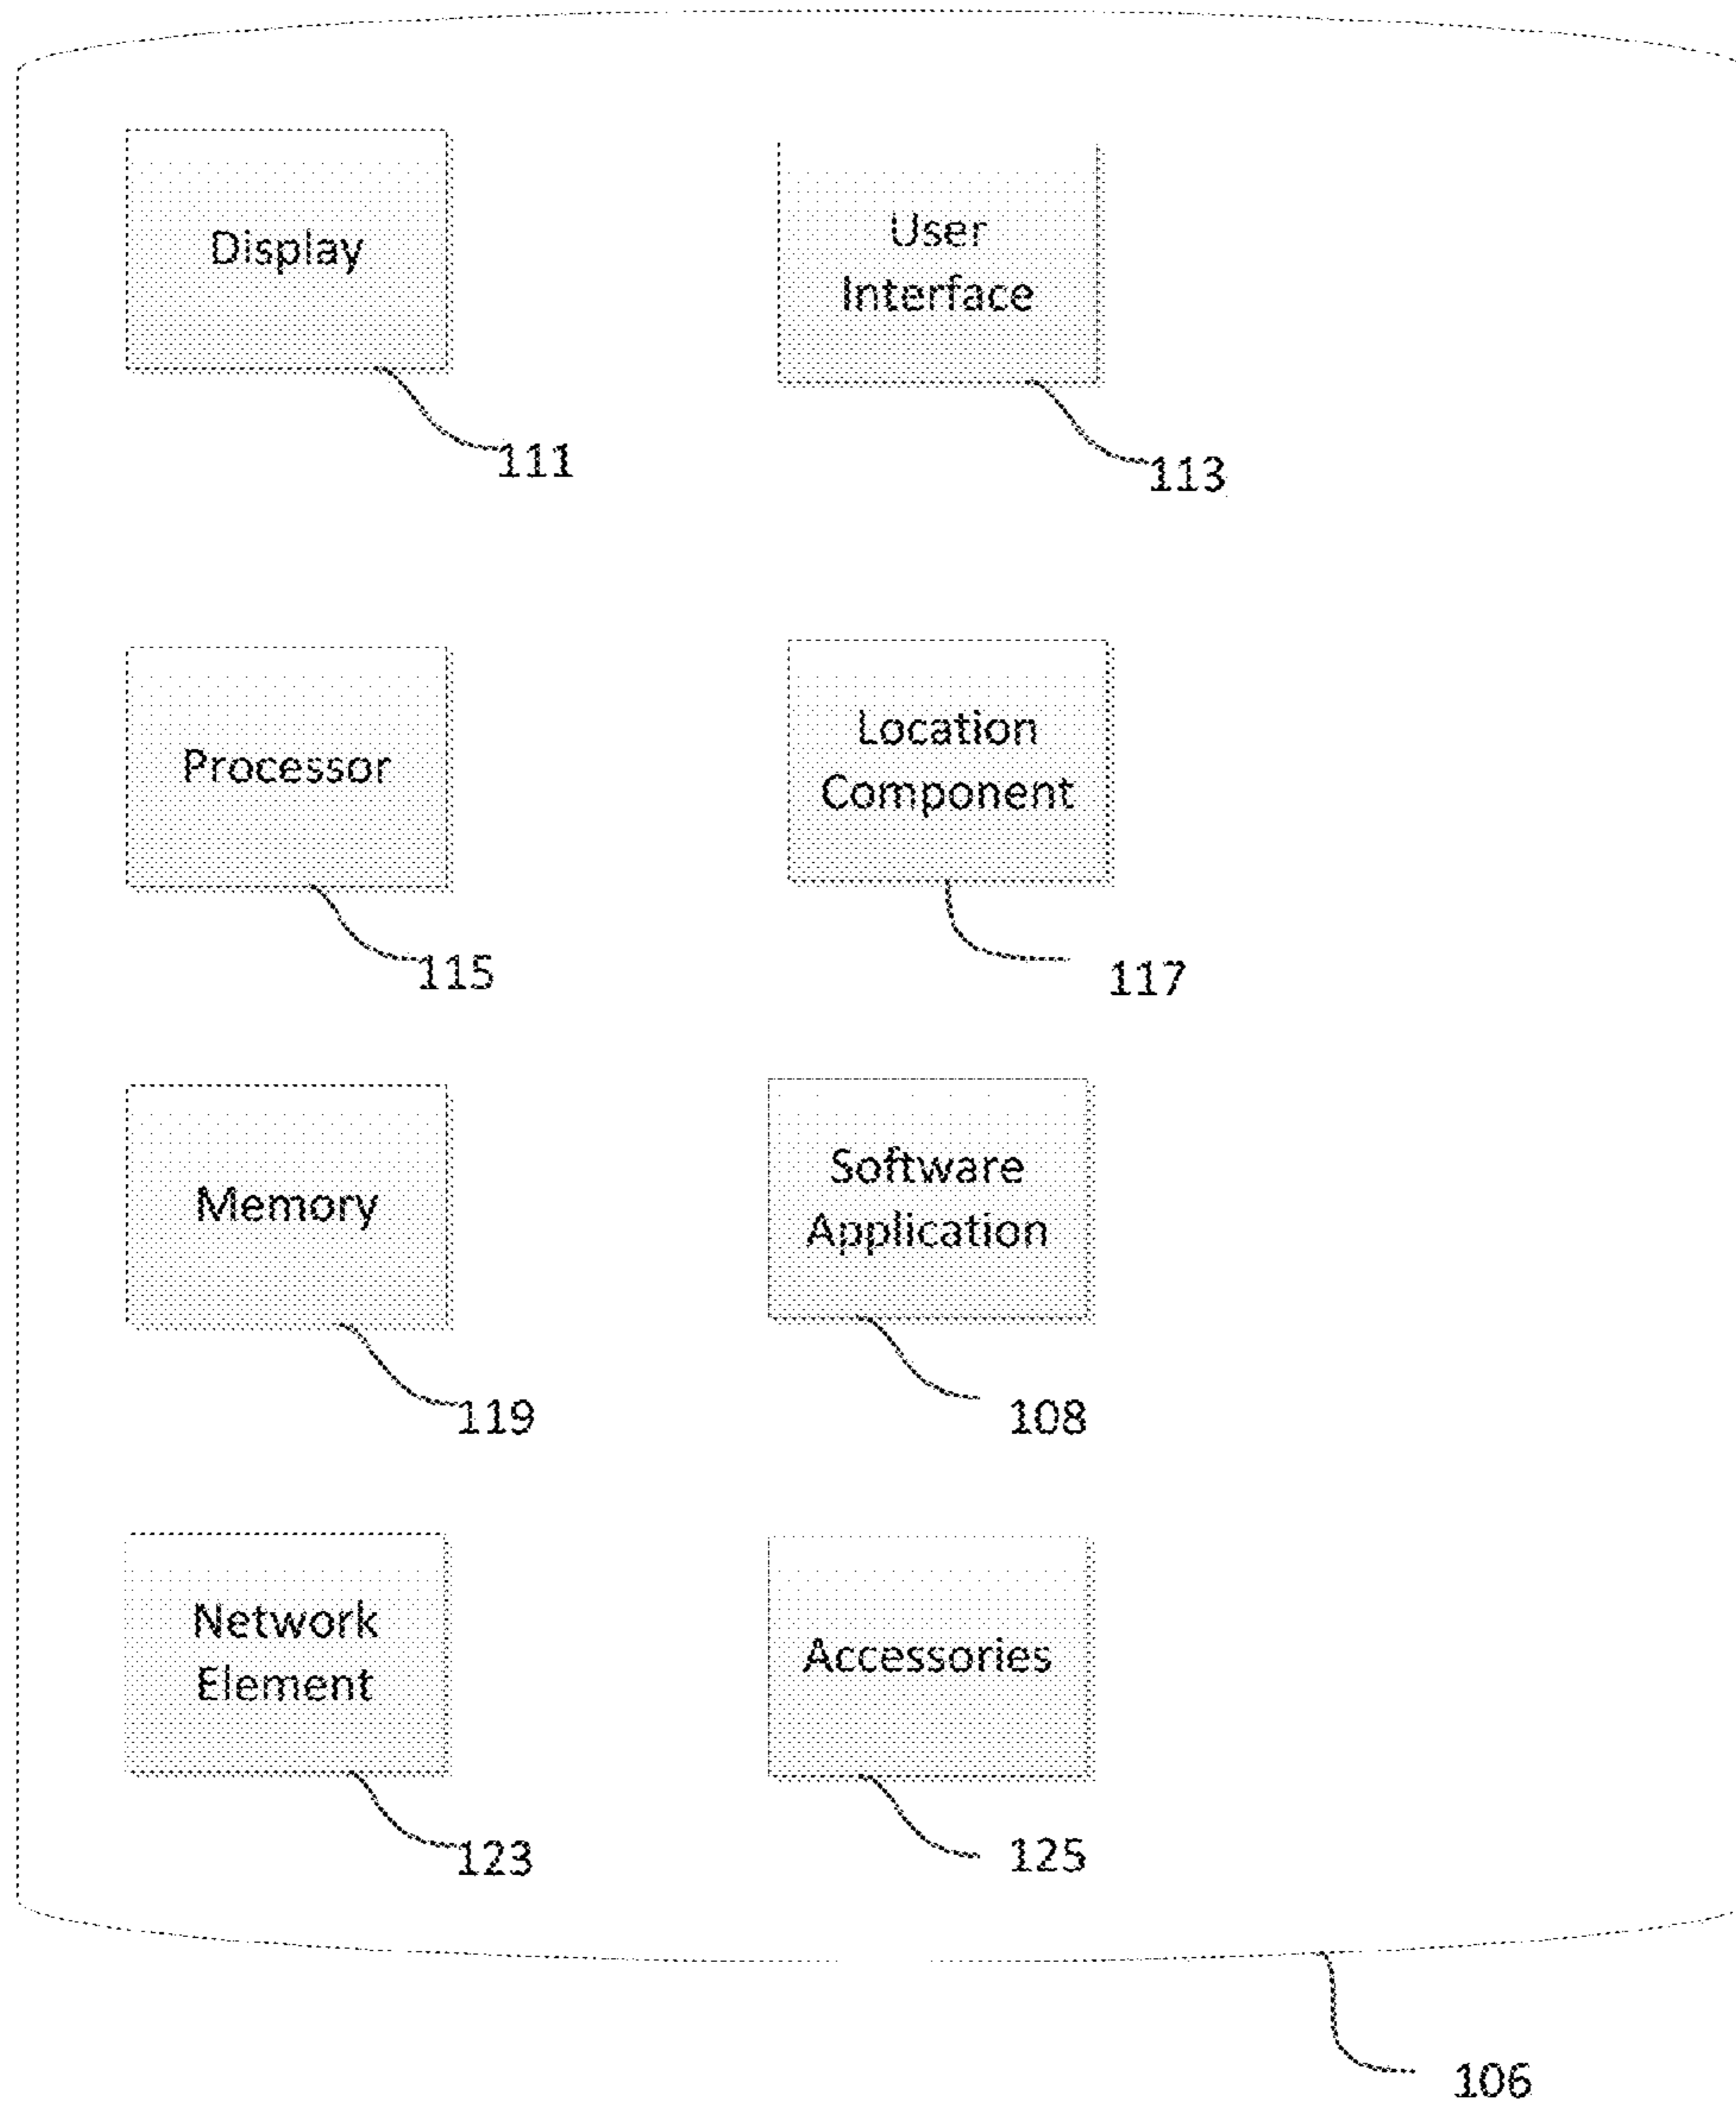 Display
User
Interface
111
113
Processor
Location
Component
115
117
Memory
Software
Application
119
108
Network
Element
Accessories
123
125
106